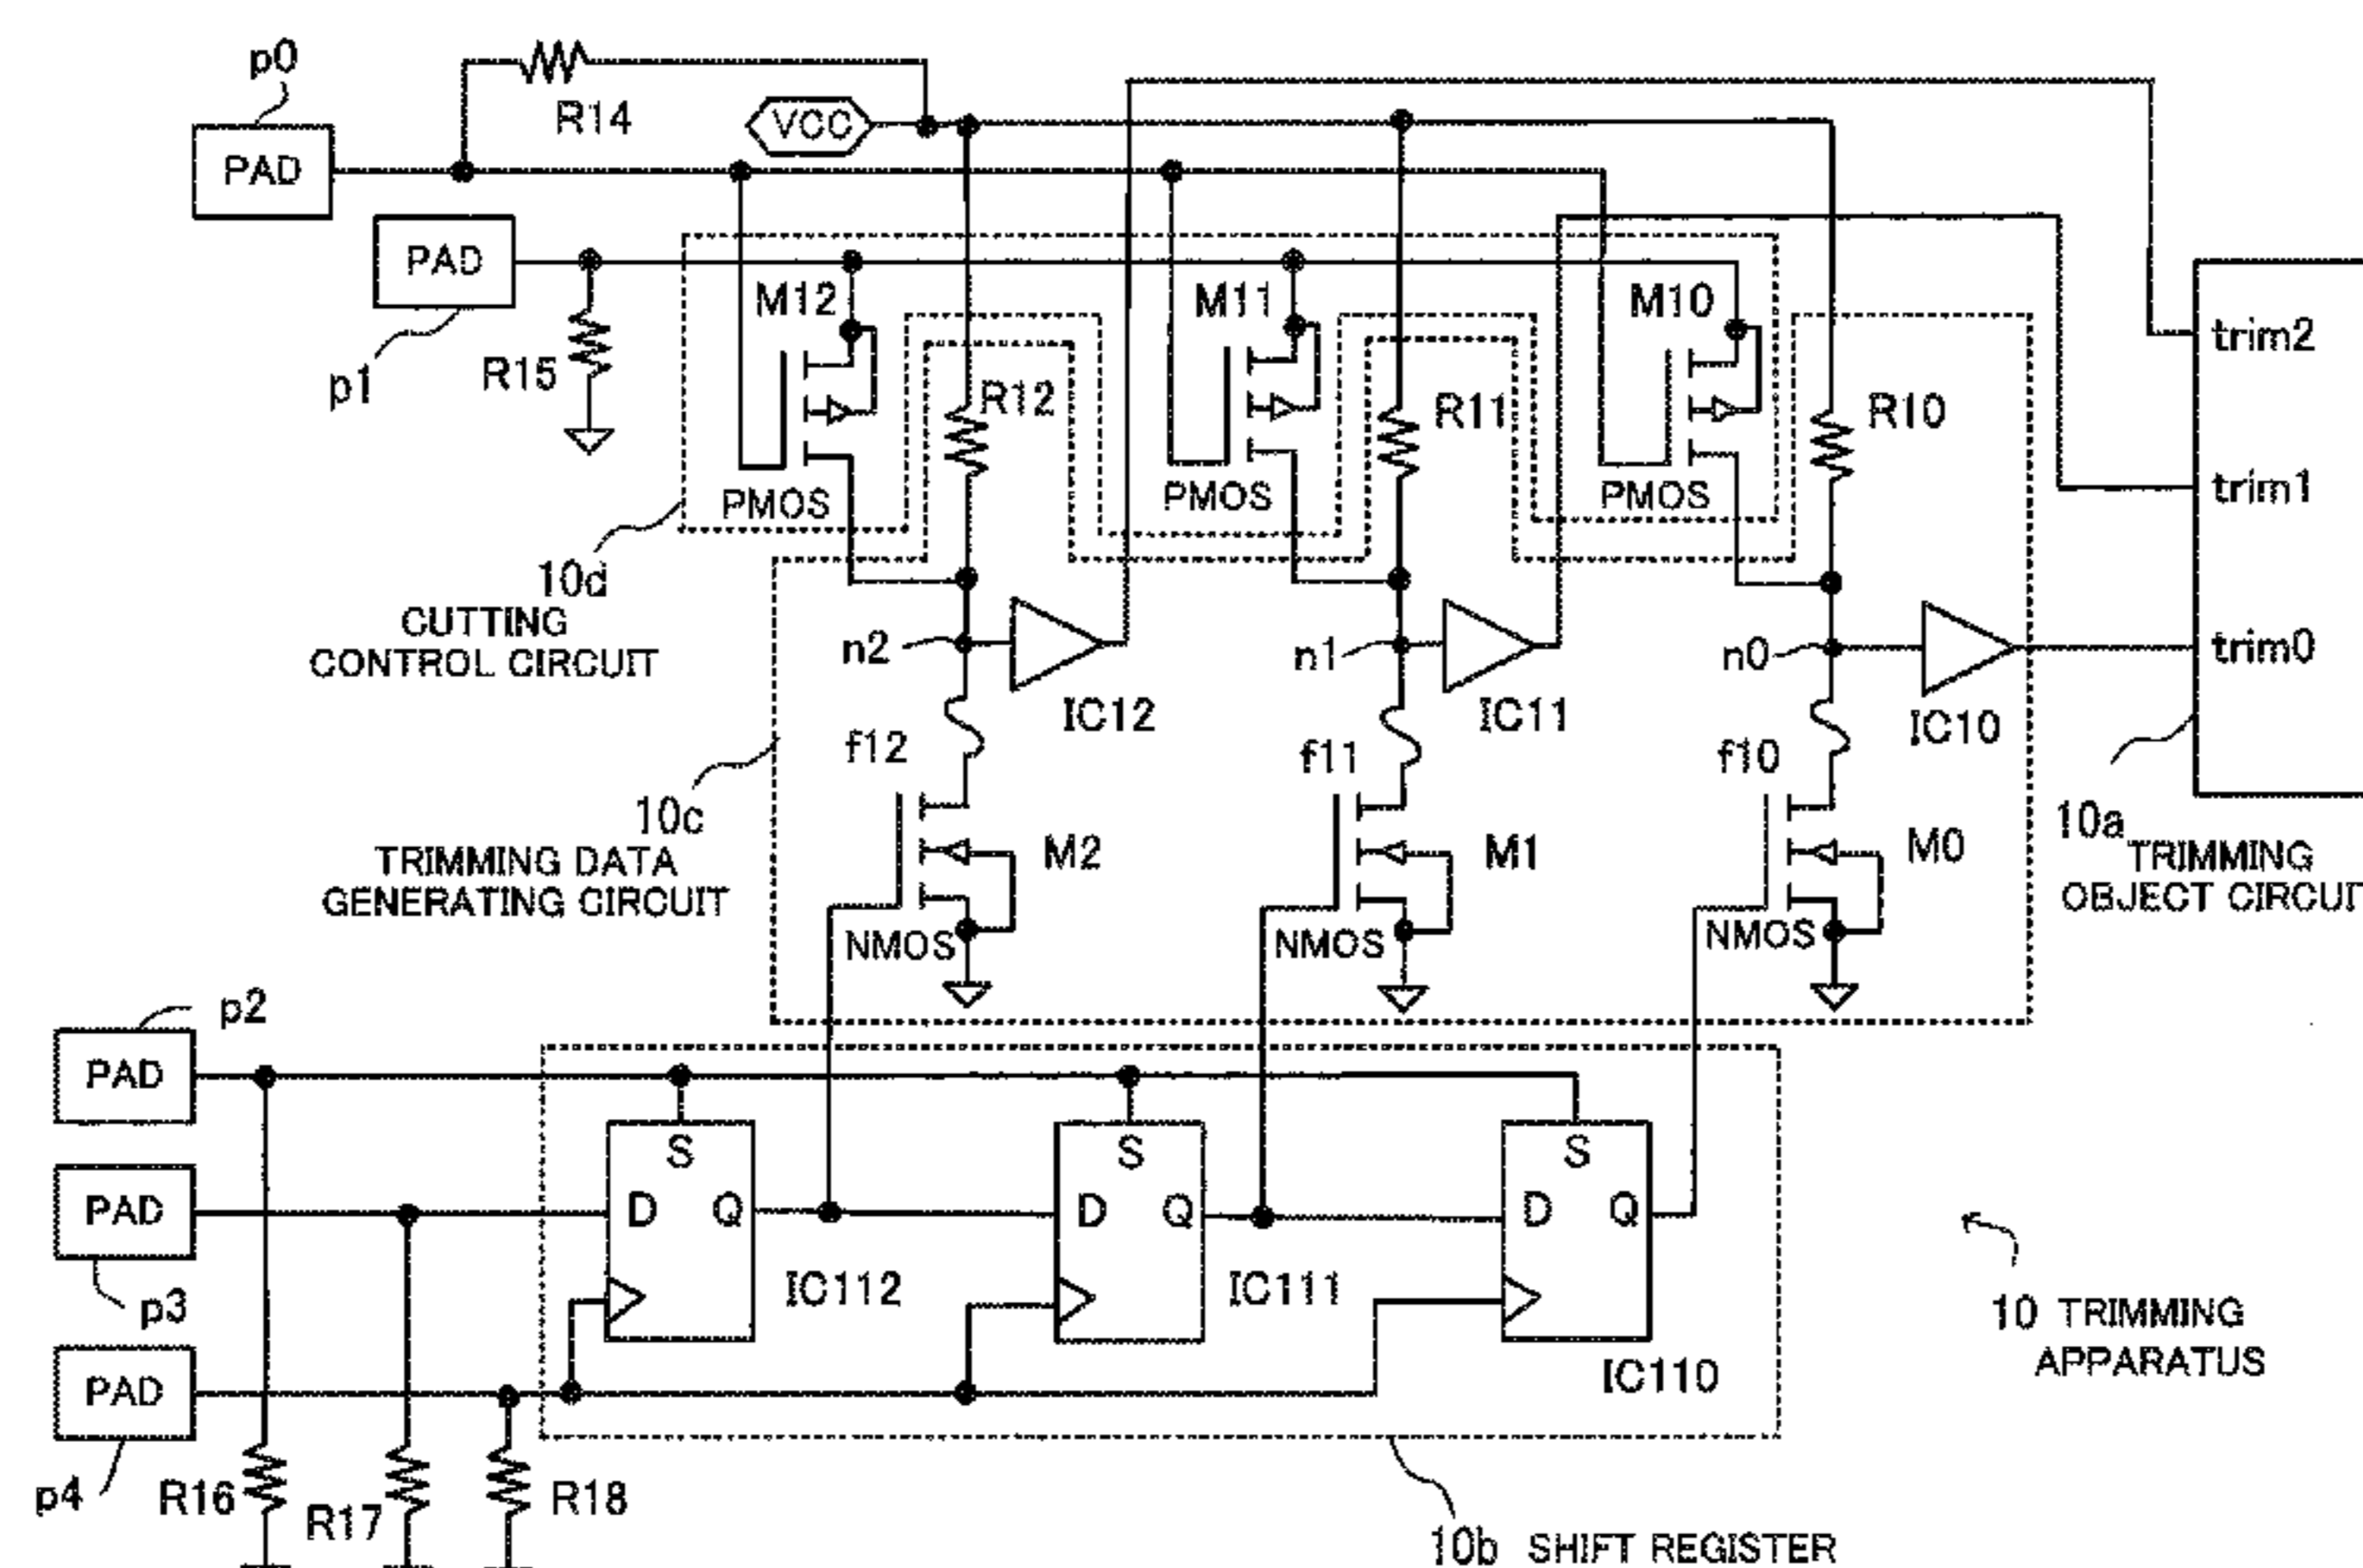 p0
R14
VCC
PAD
PAD
p1
R15
M12
M11
M10
R12
R11
R10
PMOS
PMOS
PMOS
trim2
trim1
trim0
10d
CUTTING
CONTROL CIRCUIT
n2
n1
n0
IC12
IC11
IC10
f12
f11
f10
10c
TRIMMING DATA
GENERATING CIRCUIT
M2
M1
M0
NMOS
NMOS
NMOS
10a
TRIMMING
OBJECT CIRCUIT
p2
PAD
S
S
S
PAD
D
Q
D
Q
D
Q
p3
IC112
IC111
IC110
PAD
p4
R16
R17
R18
10 TRIMMING
APPARATUS
10b SHIFT REGISTER